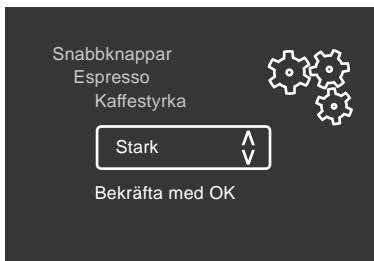 Snabbknappar
Espresso
Kaffestyrka
Stark
Bekräfta med OK